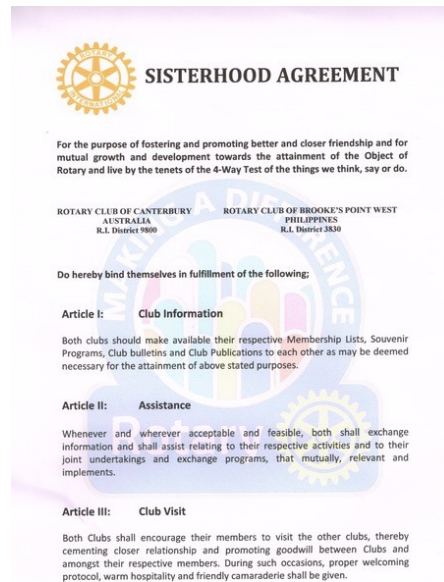 ROTARY
INTERNATIONAL
SISTERHOOD AGREEMENT
For the purpose of fostering and promoting better and closer friendship and for
mutual growth and development towards the attainment of the Object of
Rotary and live by the tenets of the 4-Way Test of the things we think, say or do.
ROTARY CLUB OF CANTERBURY
AUSTRALIA
R.I. District 9800
ROTARY CLUB OF BROOKE'S POINT WEST
PHILIPPINES
R.I. District 3830
MAKING A DIFFERENCE
Do hereby bind themselves in fulfillment of the following;
Article I: Club Information
Both clubs should make available their respective Membership Lists, Souvenir
Programs, Club bulletins and Club Publications to each other as may be deemed
necessary for the attainment of above stated purposes.
Article II: Assistance
Rotary
Whenever and wherever acceptable and feasible, both shall exchange
information and shall assist relating to their respective activities and to their
joint undertakings and exchange programs, that mutually, relevant and
implements.
Article III: Club Visit
Both Clubs shall encourage their members to visit the other clubs, thereby
cementing closer relationship and promoting goodwill between Clubs and
amongst their respective members. During such occasions, proper welcoming
protocol, warm hospitality and friendly camaraderie shall be given.